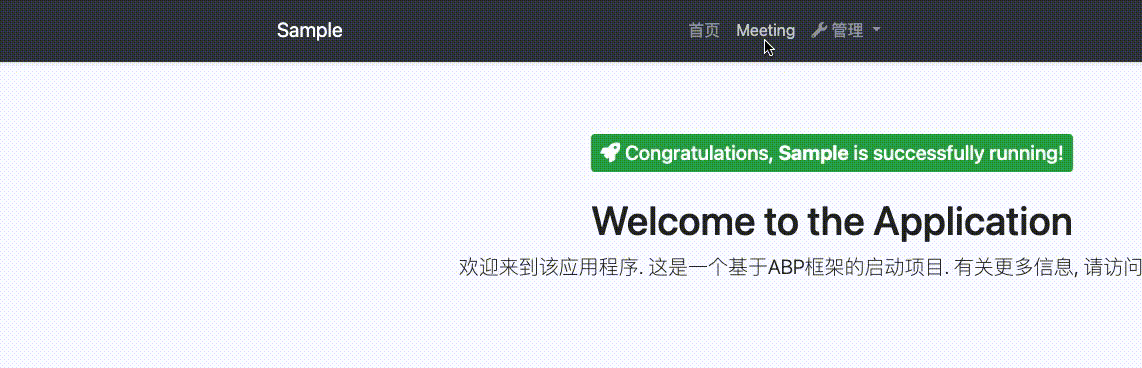 Sample 首页 Meeting 管理
Congratulations, Sample is successfully running!
Welcome to the Application
欢迎来到该应用程序. 这是一个基于ABP框架的启动项目. 有关更多信息, 请访问